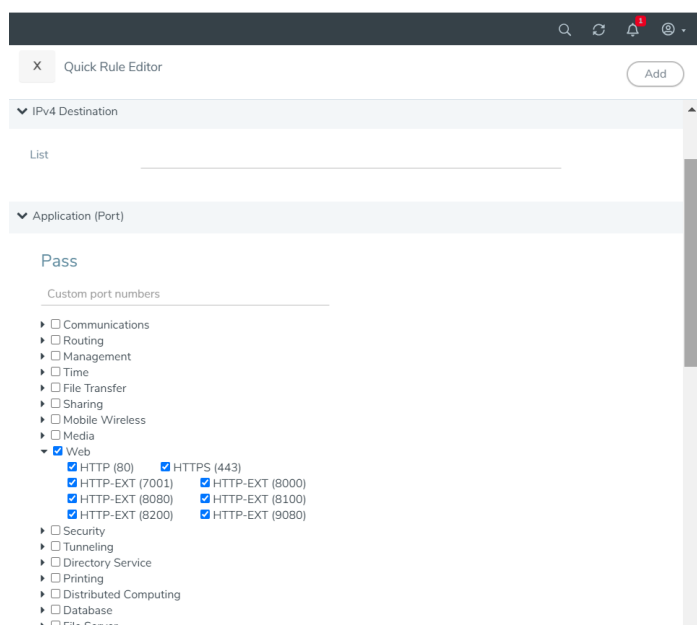 1
X Quick Rule Editor
Add
IPv4 Destination
List
Application (Port)
Pass
Custom port numbers
Communications
Routing
Management
Time
File Transfer
Sharing
Mobile Wireless
Media
Web
HTTP (80) HTTPS (443)
HTTP-EXT (7001) HTTP-EXT (8000)
HTTP-EXT (8080) HTTP-EXT (8100)
HTTP-EXT (8200) HTTP-EXT (9080)
Security
Tunneling
Directory Service
Printing
Distributed Computing
Database
File Server